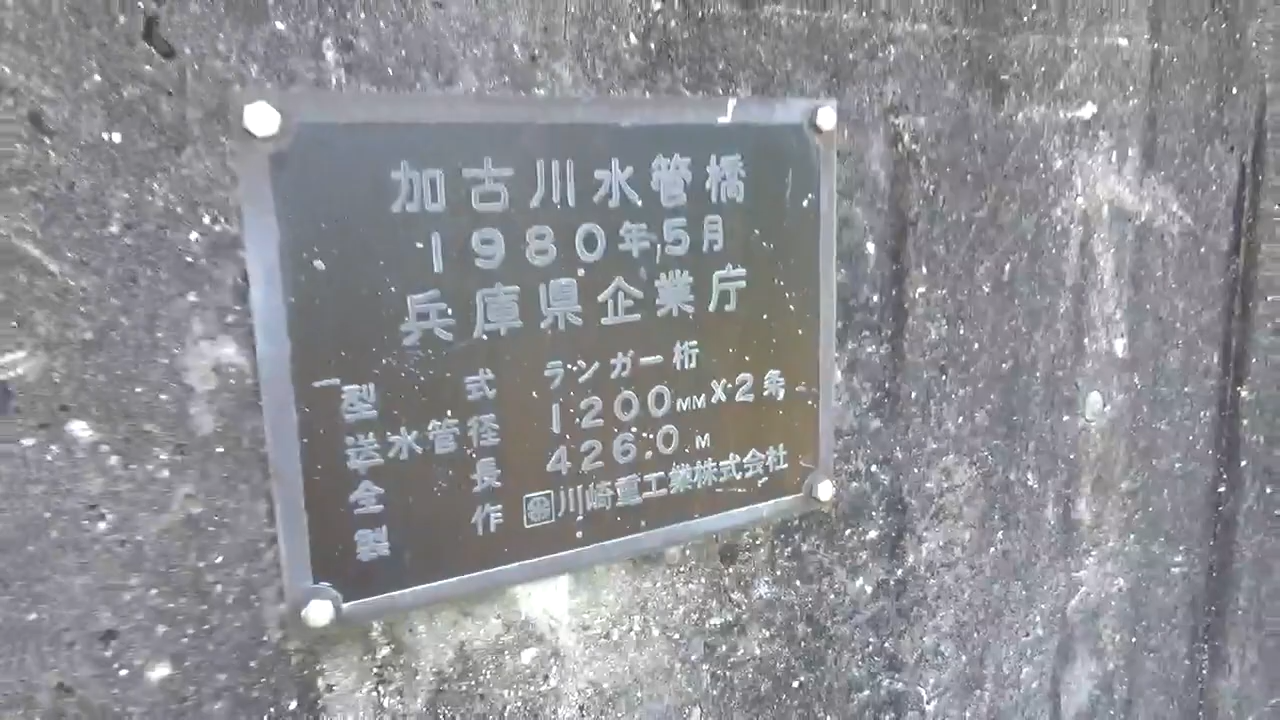 加古川水管橋
1980年5月
兵庫県企業庁
型式 ランガー桁
送水管径 1200MM×2条
全長 426.0M
製作 川崎重工業株式会社